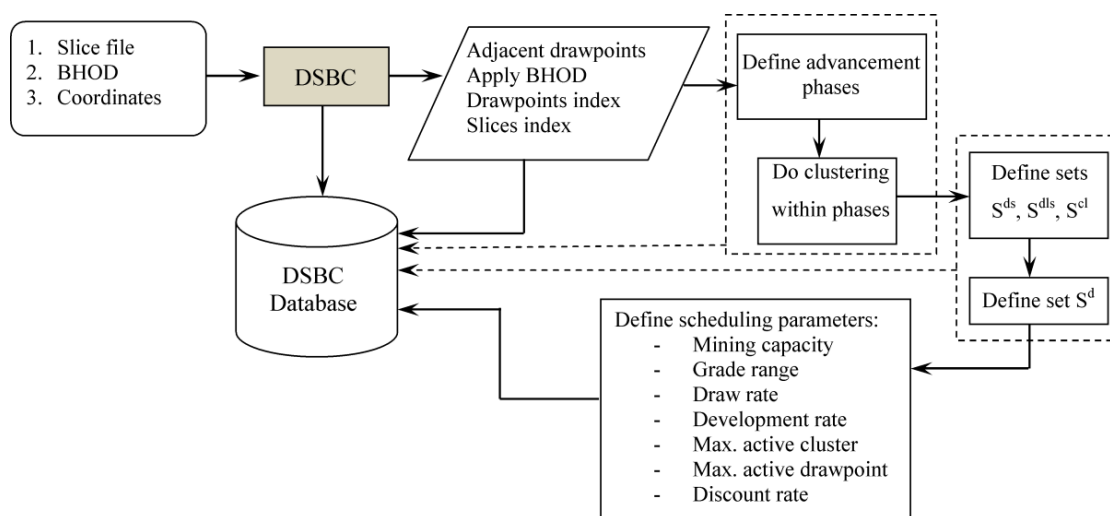 1. Slice file
2. BHOD
3. Coordinates
DSBC
Adjacent drawpoints
Apply BHOD
Drawpoints index
Slices index
Define advancement
phases
Do clustering
within phases
Define sets
S^ds, S^dls, S^cl
Define set S^d
DSBC
Database
Define scheduling parameters:
- Mining capacity
- Grade range
- Draw rate
- Development rate
- Max. active cluster
- Max. active drawpoint
- Discount rate